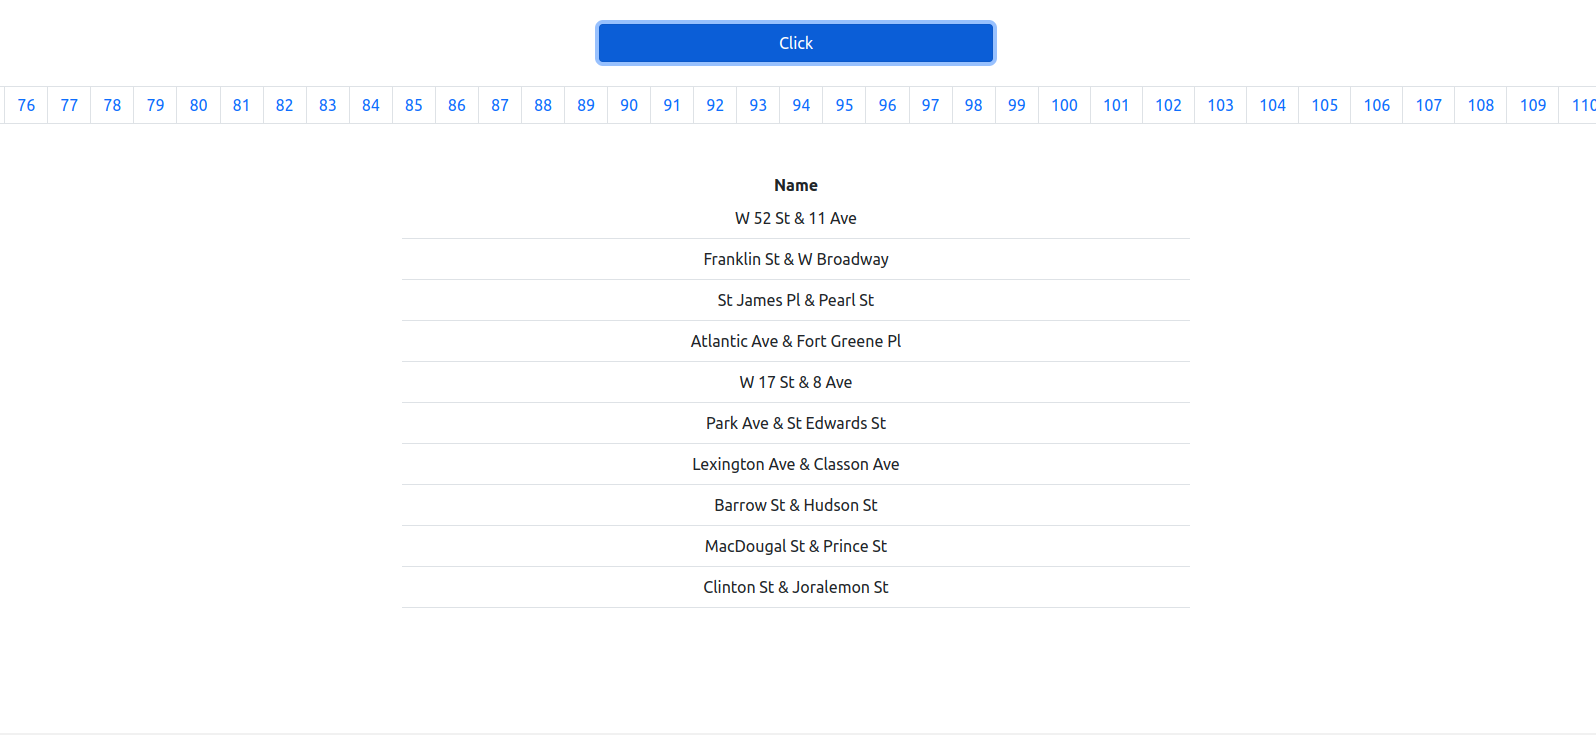 Click
76 77 78 79 80 81 82 83 84 85 86 87 88 89 90 91 92 93 94 95 96 97 98 99 100 101 102 103 104 105 106 107 108 109 110
Name
W 52 St & 11 Ave
Franklin St & W Broadway
St James Pl & Pearl St
Atlantic Ave & Fort Greene Pl
W 17 St & 8 Ave
Park Ave & St Edwards St
Lexington Ave & Classon Ave
Barrow St & Hudson St
MacDougal St & Prince St
Clinton St & Joralemon St